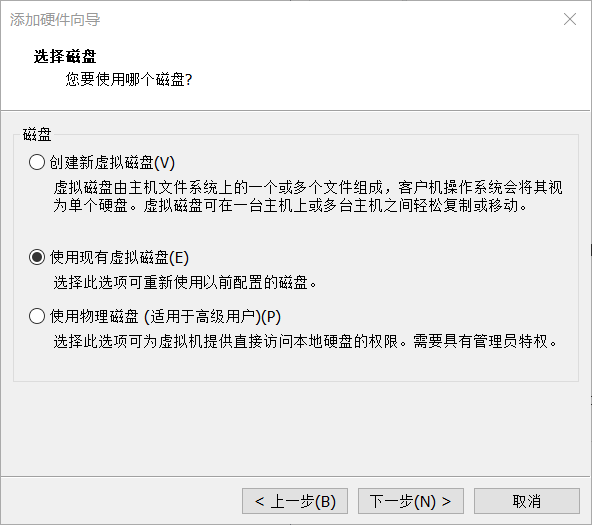 添加硬件向导
选择磁盘
您要使用哪个磁盘?
磁盘
创建新虚拟磁盘(V)
虚拟磁盘由主机文件系统上的一个或多个文件组成，客户机操作系统会将其视
为单个硬盘。虚拟磁盘可在一台主机上或多台主机之间轻松复制或移动。
使用现有虚拟磁盘(E)
选择此选项可重新使用以前配置的磁盘。
使用物理磁盘 (适用于高级用户)(P)
选择此选项可为虚拟机提供直接访问本地硬盘的权限。需要具有管理员特权。
< 上一步(B) 下一步(N) > 取消